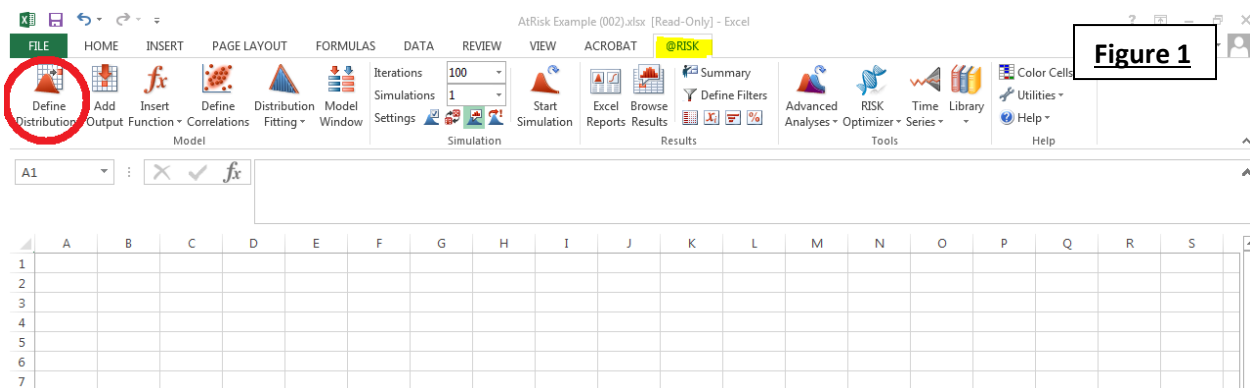 AtRisk Example (002).xlsx [Read-Only] - Excel
?
FILE HOME INSERT PAGE LAYOUT FORMULAS DATA REVIEW VIEW ACROBAT @RISK
Figure 1
Define Distribution
Add Output
Insert Function
Define Correlations
Distribution Fitting
Model Window
Model
Iterations 100
Simulations 1
Settings
Start Simulation
Simulation
Excel Reports
Browse Results
Summary
Define Filters
Results
Advanced Analyses
RISK Optimizer
Time Series
Library
Tools
Color Cells
Utilities
Help
Help
A1 fx
A B C D E F G H I J K L M N O P Q R S
1
2
3
4
5
6
7